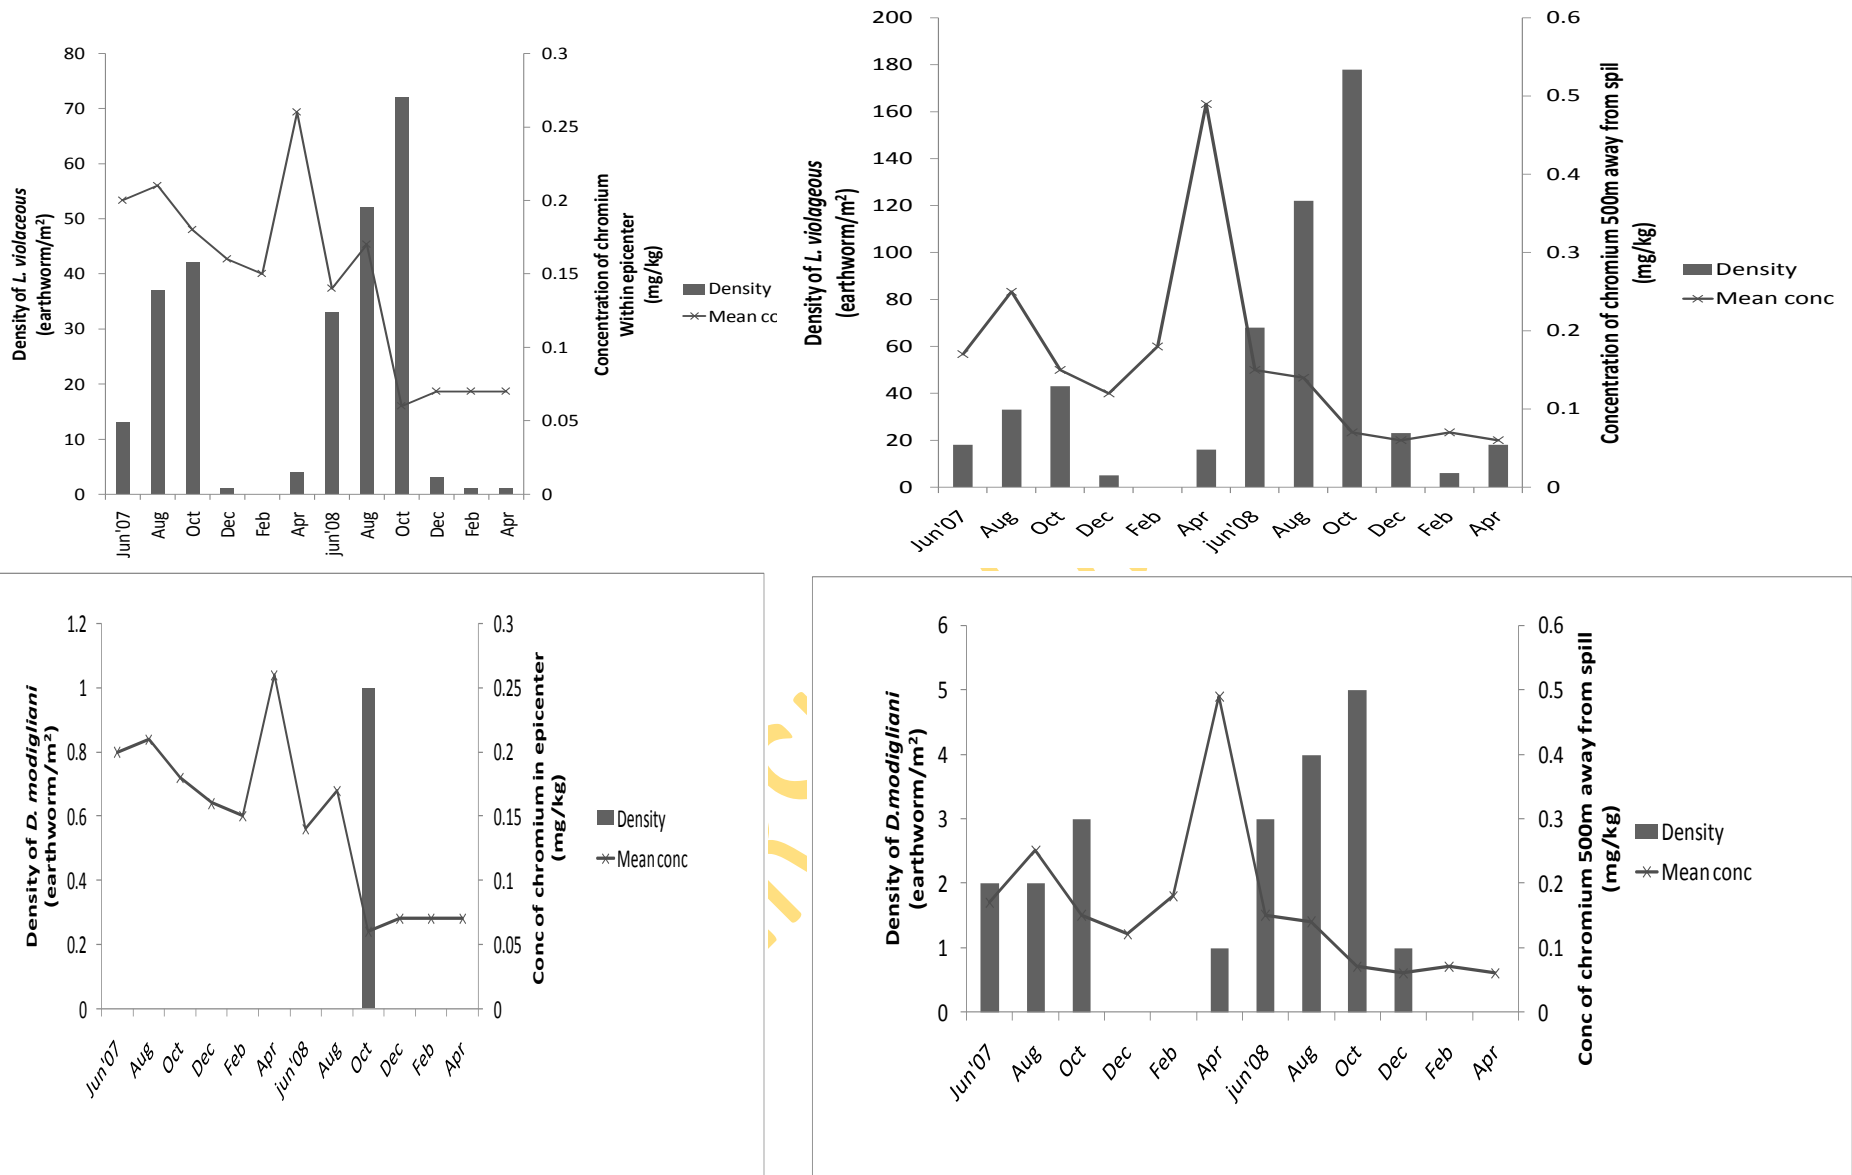 80
70
60
50
40
30
20
10
0
0.3
0.25
0.2
0.15
0.1
0.05
0
Density of L. violaceous
(earthworm/m²)
Concentration of chromium
Within epicenter
(mg/kg)
Jun'07
Aug
Oct
Dec
Feb
Apr
jun'08
Aug
Oct
Dec
Feb
Apr
Density
Mean cc
200
180
160
140
120
100
80
60
40
20
0
0.6
0.5
0.4
0.3
0.2
0.1
0
Density of L. violageous
(earthworm/m²)
Concentration of chromium 500m away from spil
(mg/kg)
Jun'07
Aug
Oct
Dec
Feb
Apr
jun'08
Aug
Oct
Dec
Feb
Apr
Density
Mean conc
1.2
1
0.8
0.6
0.4
0.2
0
0.3
0.25
0.2
0.15
0.1
0.05
0
Density of D. modigliani
(earthworm/m²)
Conc of chromium in epicenter
(mg/kg)
Jun'07
Aug
Oct
Dec
Feb
Apr
jun'08
Aug
Oct
Dec
Feb
Apr
Density
Mean conc
6
5
4
3
2
1
0
0.6
0.5
0.4
0.3
0.2
0.1
0
Density of D.modigliani
(earthworm/m²)
Conc of chromium 500m away from spill
(mg/kg)
Jun'07
Aug
Oct
Dec
Feb
Apr
jun'08
Aug
Oct
Dec
Feb
Apr
Density
Mean conc